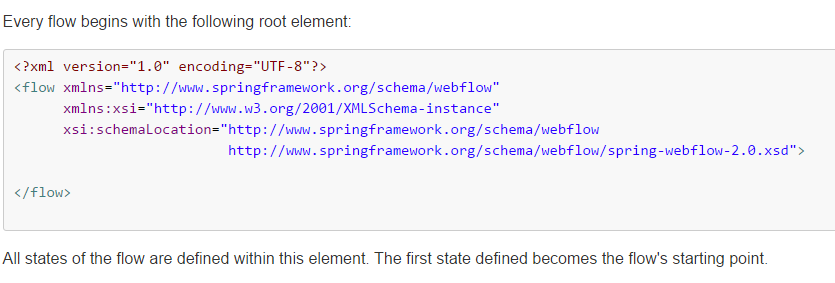 Every flow begins with the following root element:
<?xml version="1.0" encoding="UTF-8"?>
<flow xmlns="http://www.springframework.org/schema/webflow"
xmlns:xsi="http://www.w3.org/2001/XMLSchema-instance"
xsi:schemaLocation="http://www.springframework.org/schema/webflow
http://www.springframework.org/schema/webflow/spring-webflow-2.0.xsd">
</flow>
All states of the flow are defined within this element. The first state defined becomes the flow's starting point.